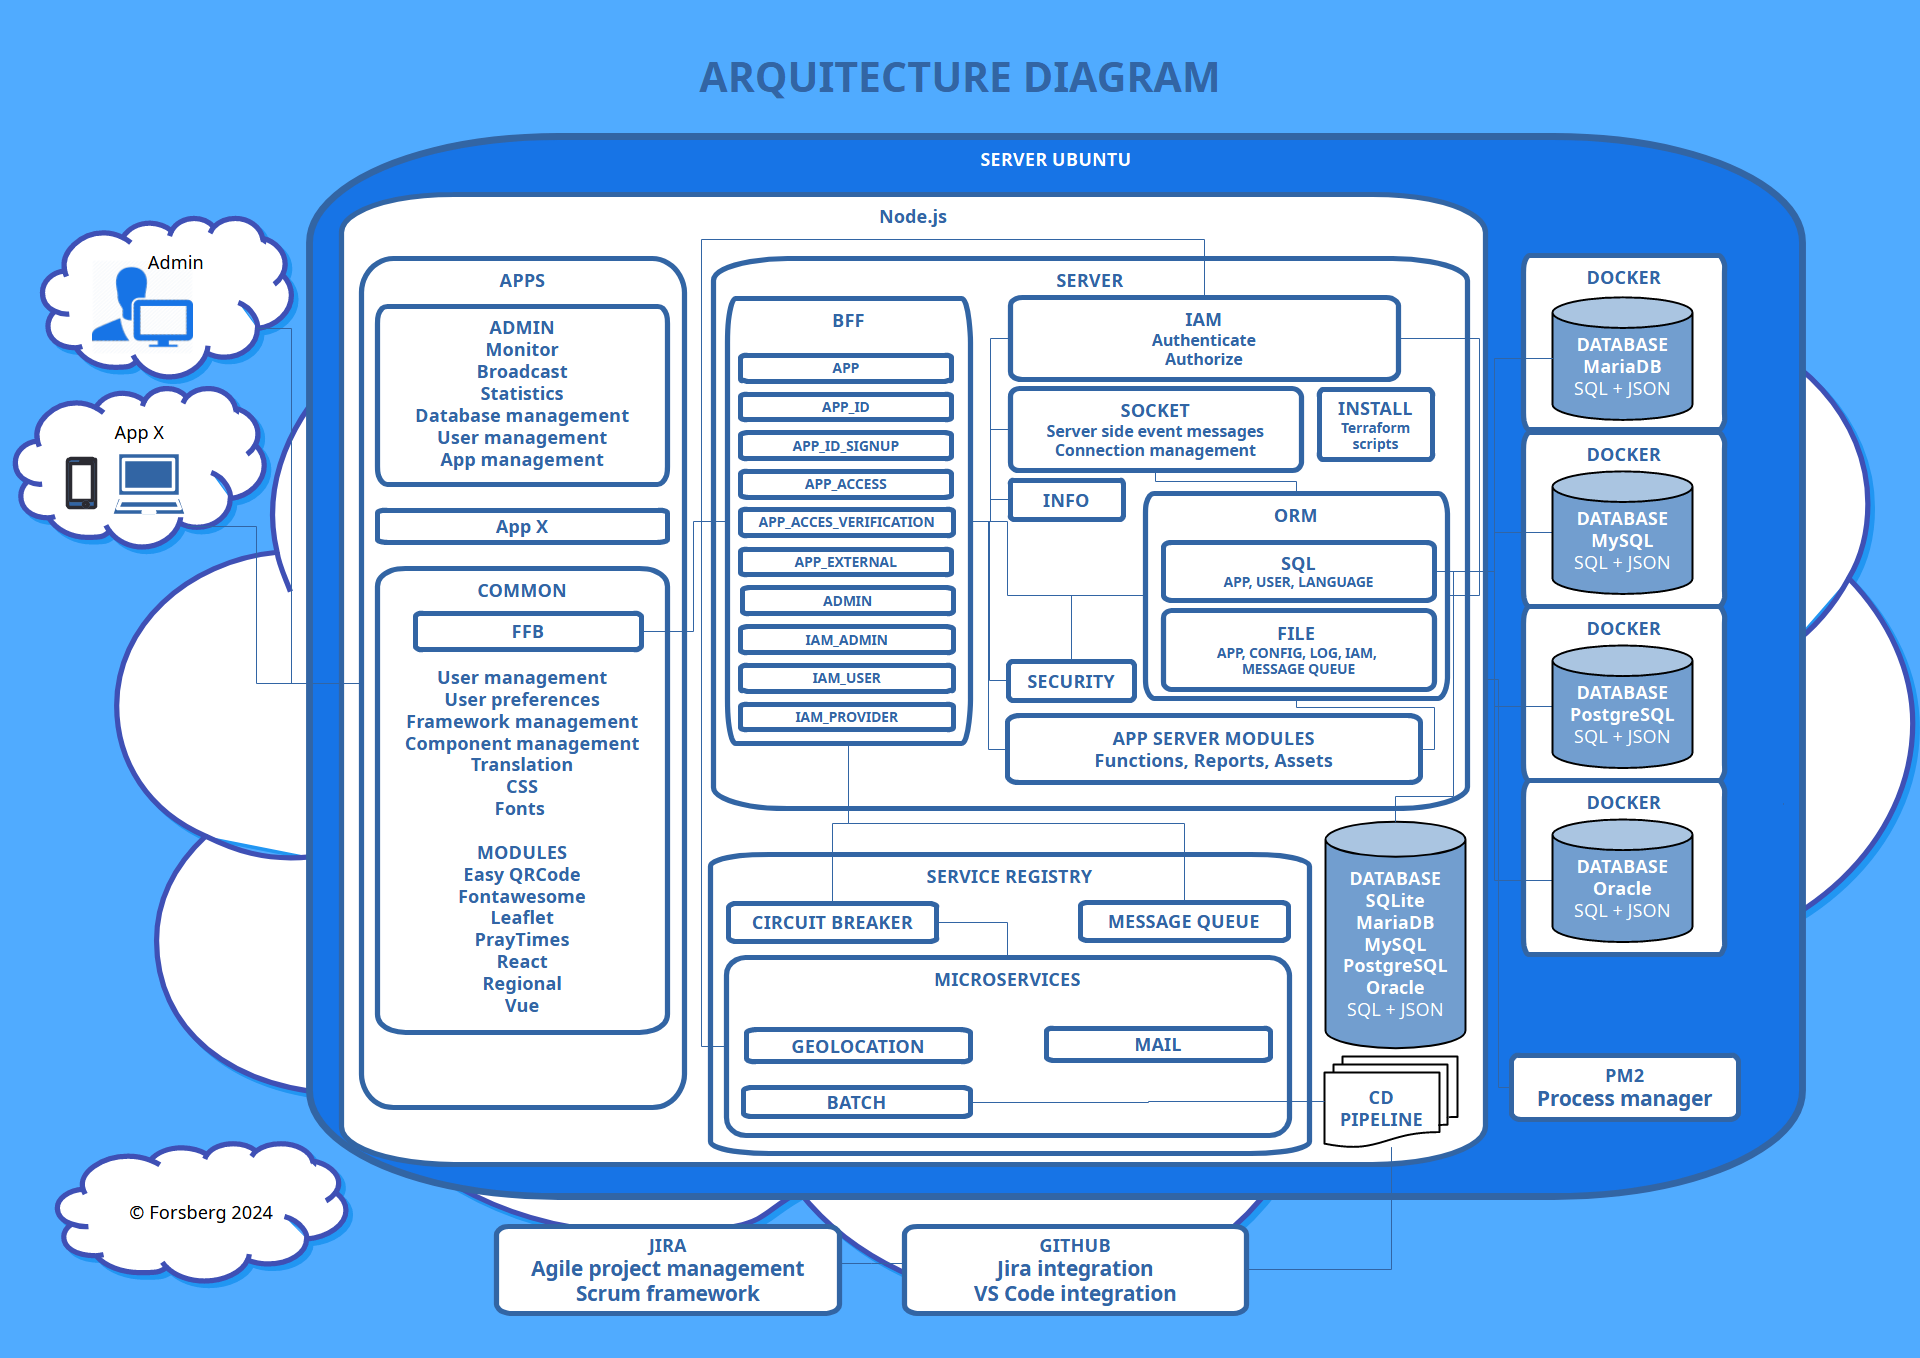 ARQUITECTURE DIAGRAM
SERVER UBUNTU
Node.js
Admin
App X
APPS
ADMIN
Monitor
Broadcast
Statistics
Database management
User management
App management
App X
COMMON
FFB
User management
User preferences
Framework management
Component management
Translation
CSS
Fonts
MODULES
Easy QRCode
Fontawesome
Leaflet
PrayTimes
React
Regional
Vue
SERVER
BFF
APP
APP_ID
APP_ID_SIGNUP
APP_ACCESS
APP_ACCES_VERIFICATION
APP_EXTERNAL
ADMIN
IAM_ADMIN
IAM_USER
IAM_PROVIDER
IAM
Authenticate
Authorize
SOCKET
Server side event messages
Connection management
INSTALL
Terraform
scripts
INFO
ORM
SQL
APP, USER, LANGUAGE
FILE
APP, CONFIG, LOG, IAM,
MESSAGE QUEUE
SECURITY
APP SERVER MODULES
Functions, Reports, Assets
SERVICE REGISTRY
CIRCUIT BREAKER
MESSAGE QUEUE
MICROSERVICES
GEOLOCATION
MAIL
BATCH
DATABASE
SQLite
MariaDB
MySQL
PostgreSQL
Oracle
SQL + JSON
CD
PIPELINE
DOCKER
DATABASE
MariaDB
SQL + JSON
DOCKER
DATABASE
MySQL
SQL + JSON
DOCKER
DATABASE
PostgreSQL
SQL + JSON
DOCKER
DATABASE
Oracle
SQL + JSON
PM2
Process manager
© Forsberg 2024
JIRA
Agile project management
Scrum framework
GITHUB
Jira integration
VS Code integration